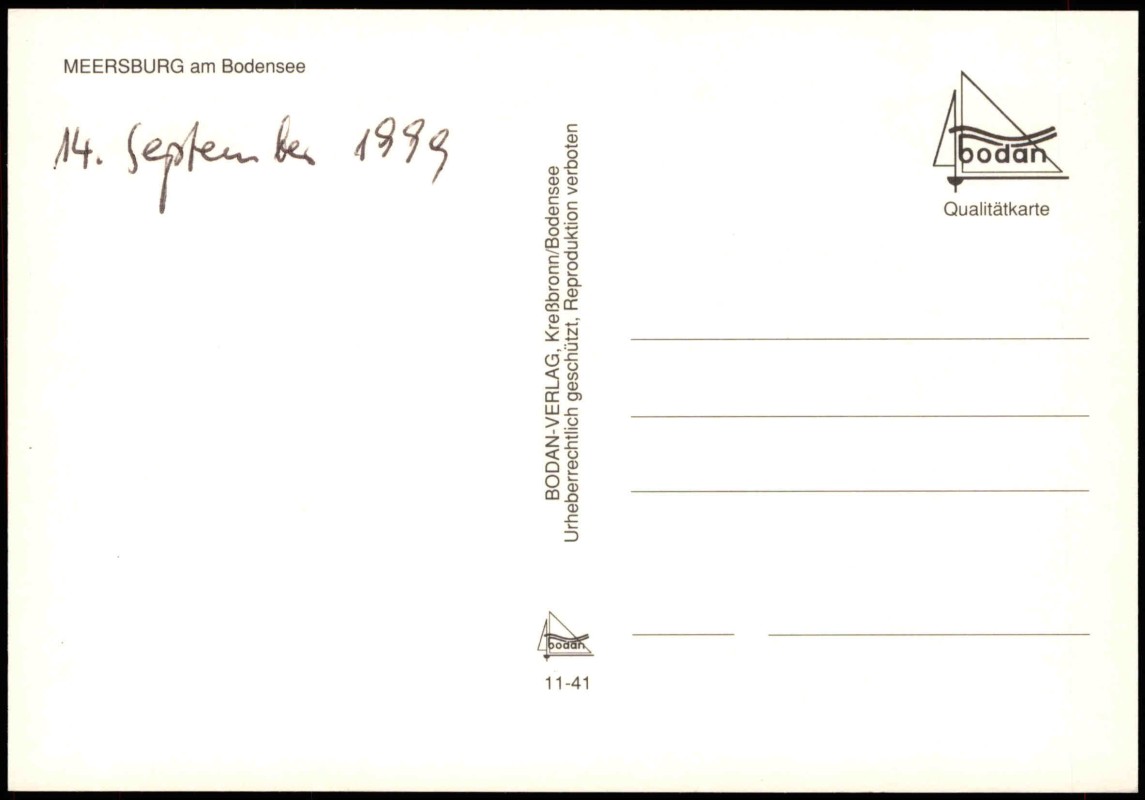 MEERSBURG am Bodensee
14. September 1999
BODAN-VERLAG, Kreßbronn/Bodensee
Urheberrechtlich geschützt, Reproduktion verboten
bodan
Qualitätkarte
bodan
11-41